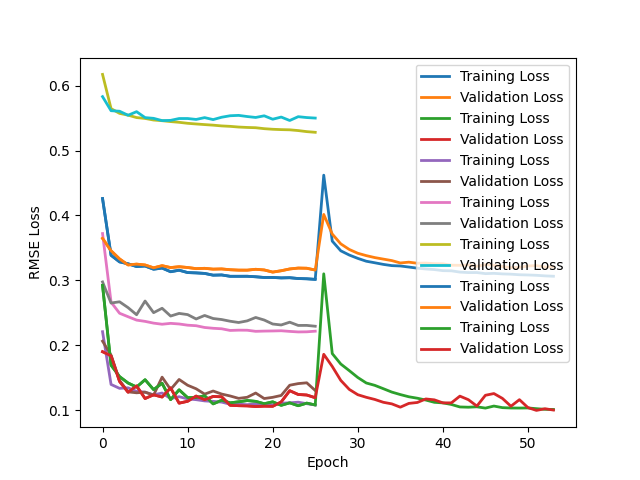 0.6
0.5
0.4
0.3
0.2
0.1
RMSE Loss
0
10
20
30
40
50
Epoch
Training Loss
Validation Loss
Training Loss
Validation Loss
Training Loss
Validation Loss
Training Loss
Validation Loss
Training Loss
Validation Loss
Training Loss
Validation Loss
Training Loss
Validation Loss